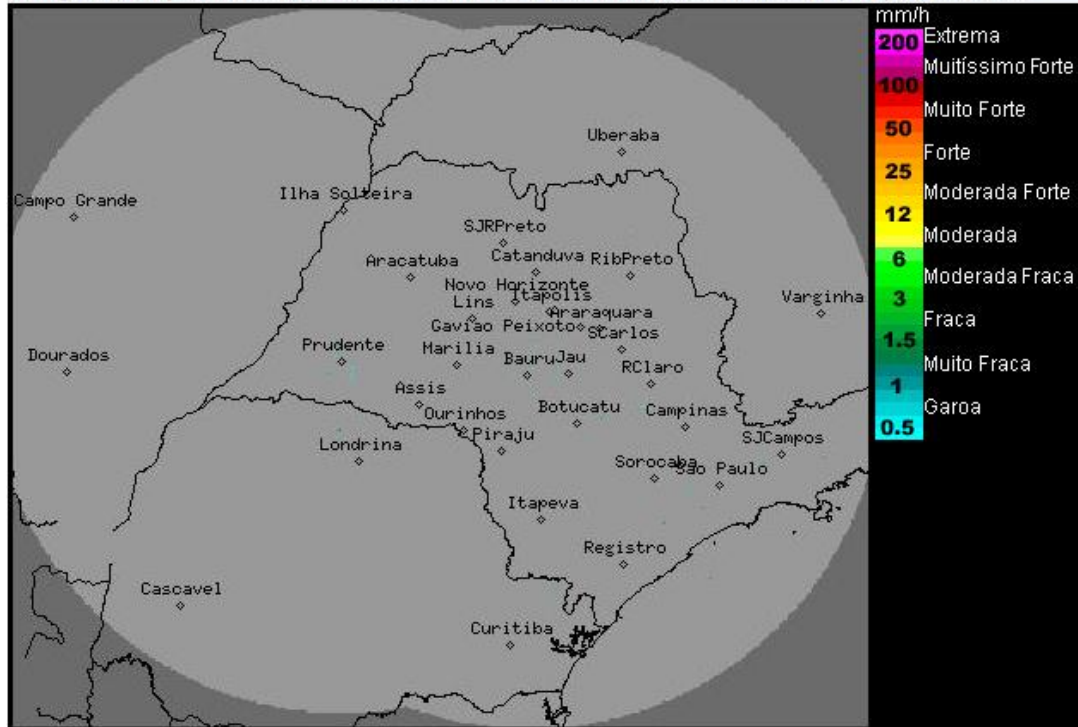 mm/h
200 Extrema
Muitíssimo Forte
100
Muito Forte
50
Forte
25
Moderada Forte
12
Moderada
6
Moderada Fraca
3
Fraca
1.5
Muito Fraca
1
Garoa
0.5
Uberaba
Campo Grande
Ilha Solteira
SJRPreto
Catanduva
RibPreto
Aracatuba
Novo Horizonte
Itapolis
Lins
Araraquara
Varginha
Gaviao Peixoto
SCarlos
Prudente
Marilia
Dourados
Bauru
Jau
RClaro
Assis
Botucatu
Campinas
Ourinhos
Piraju
Londrina
SJCampos
Sorocaba
Sao Paulo
Itapeva
Registro
Cascavel
Curitiba